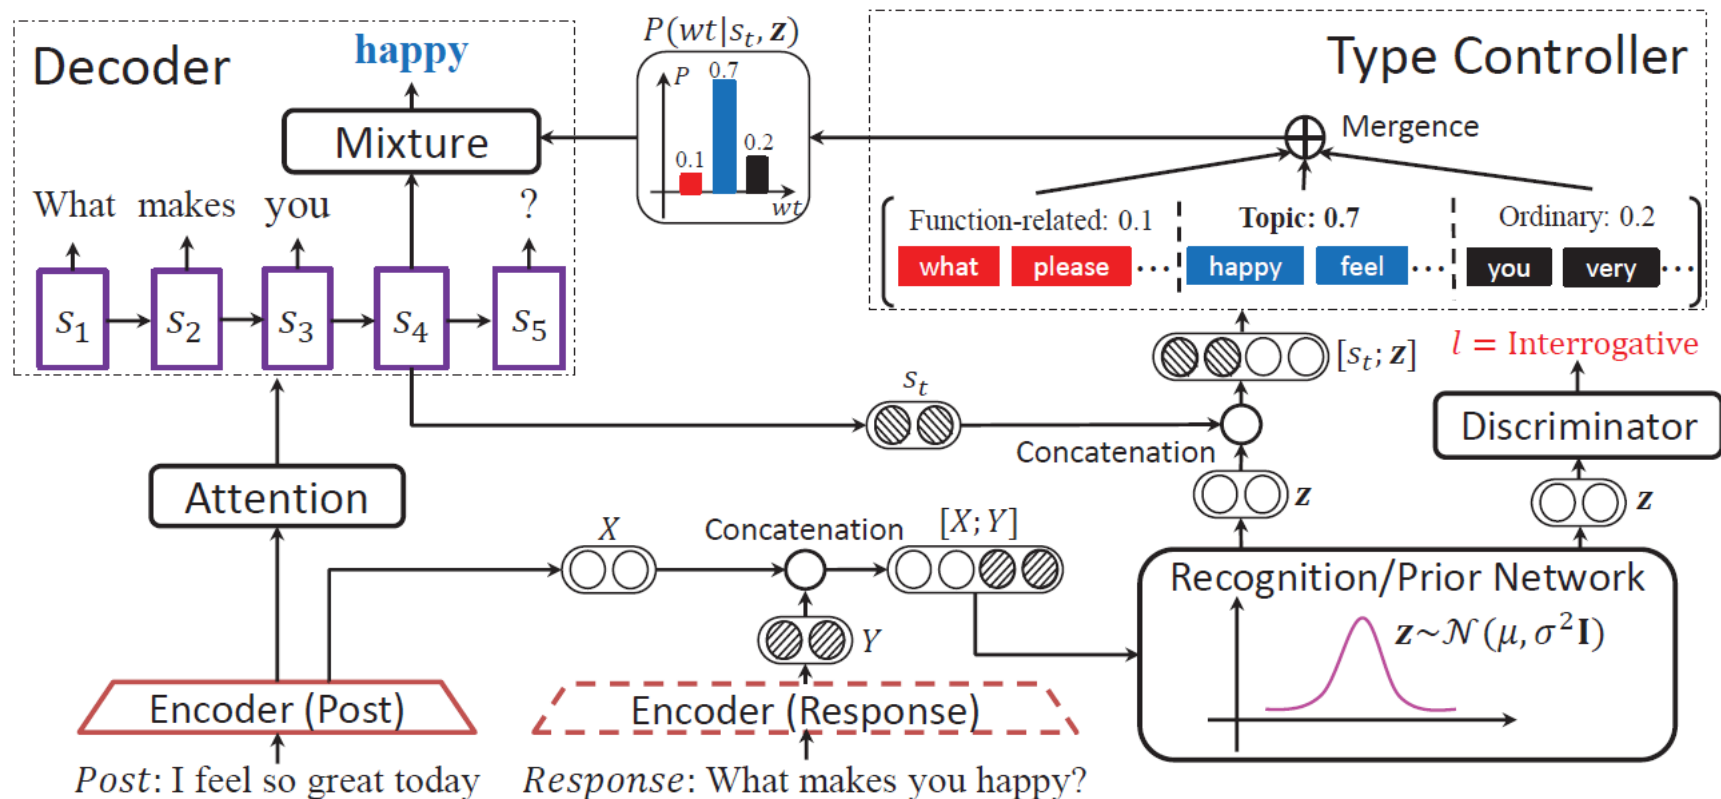 Decoder
happy
Mixture
What makes you ?
s₁ s₂ s₃ s₄ s₅
P(wt|sₜ, z)
P
0.7
0.2
0.1
wt
Type Controller
Mergence
Function-related: 0.1 Topic: 0.7 Ordinary: 0.2
what please ... happy feel ... you very ...
[sₜ; z]
l = Interrogative
sₜ
Concatenation
Discriminator
z
z
Attention
X
Concatenation
[X; Y]
Y
Recognition/Prior Network
z~𝒩(μ, σ²I)
Encoder (Post)
Encoder (Response)
Post: I feel so great today
Response: What makes you happy?